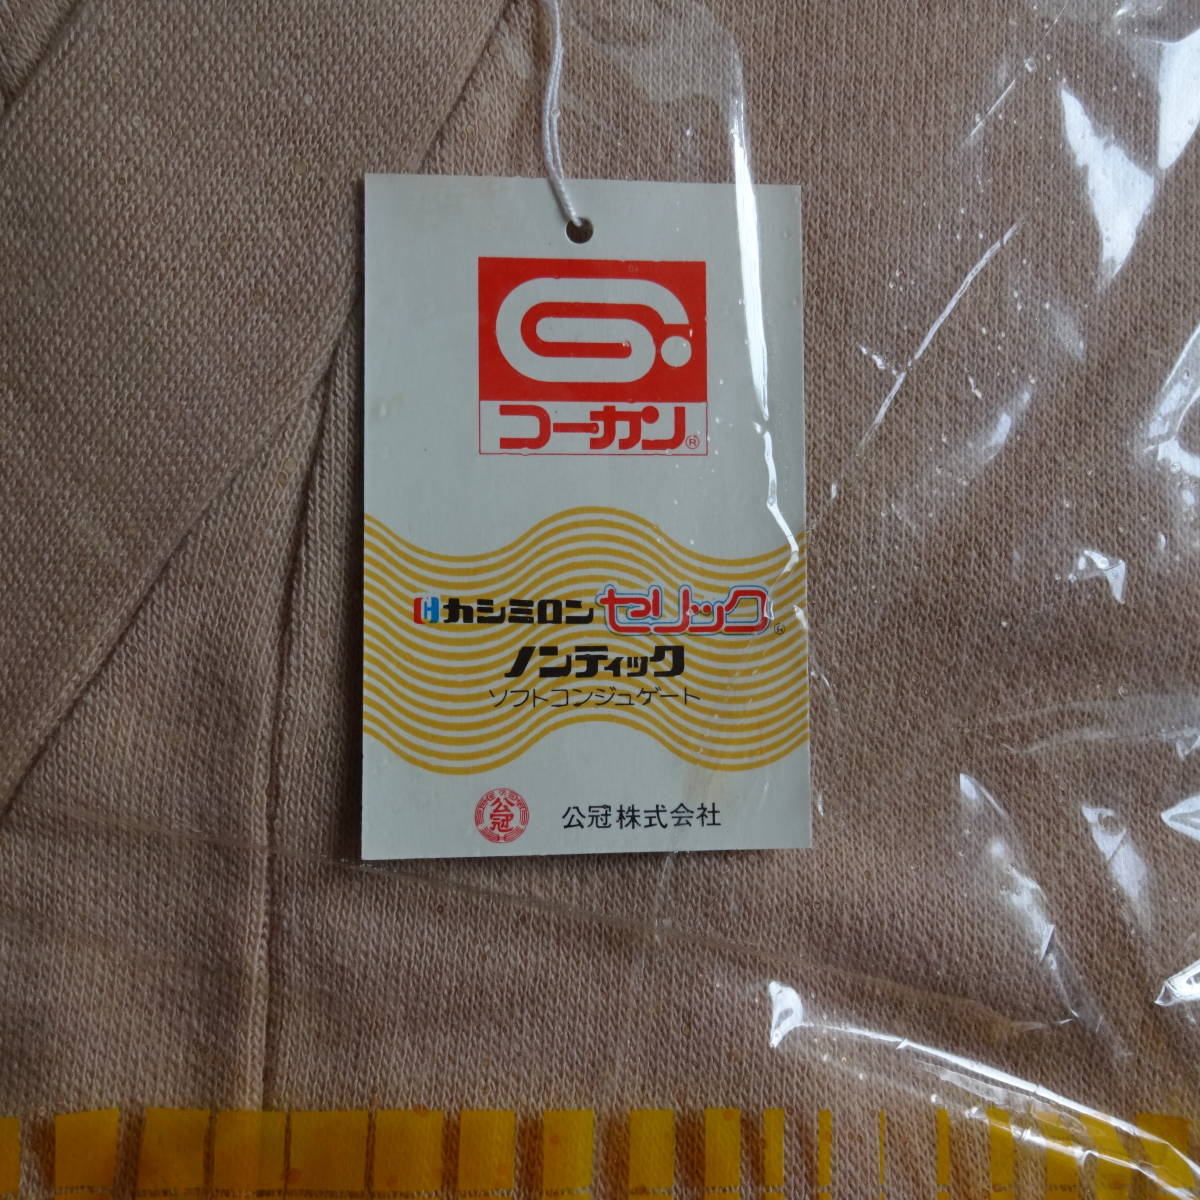 コーガン®
カシミロン セリック®
ノンティック
ソフトコンジュゲート
公冠
公冠株式会社